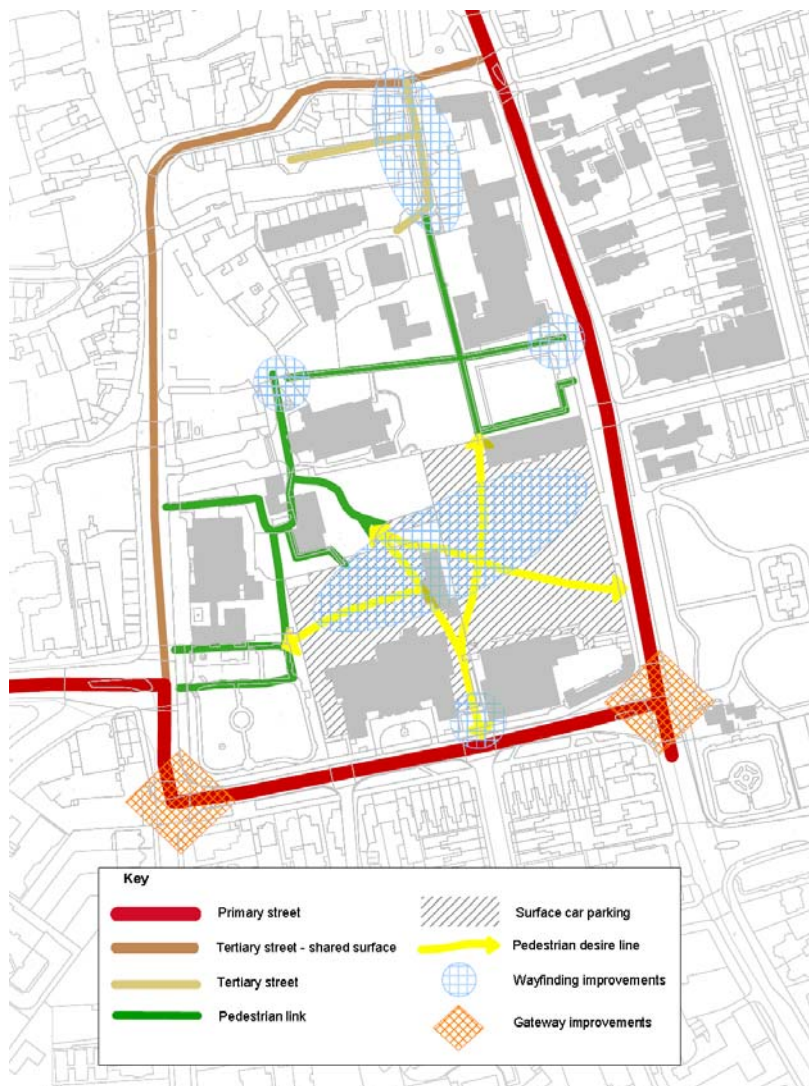 Key
Primary street
Tertiary street - shared surface
Tertiary street
Pedestrian link
Surface car parking
Pedestrian desire line
Wayfinding improvements
Gateway improvements